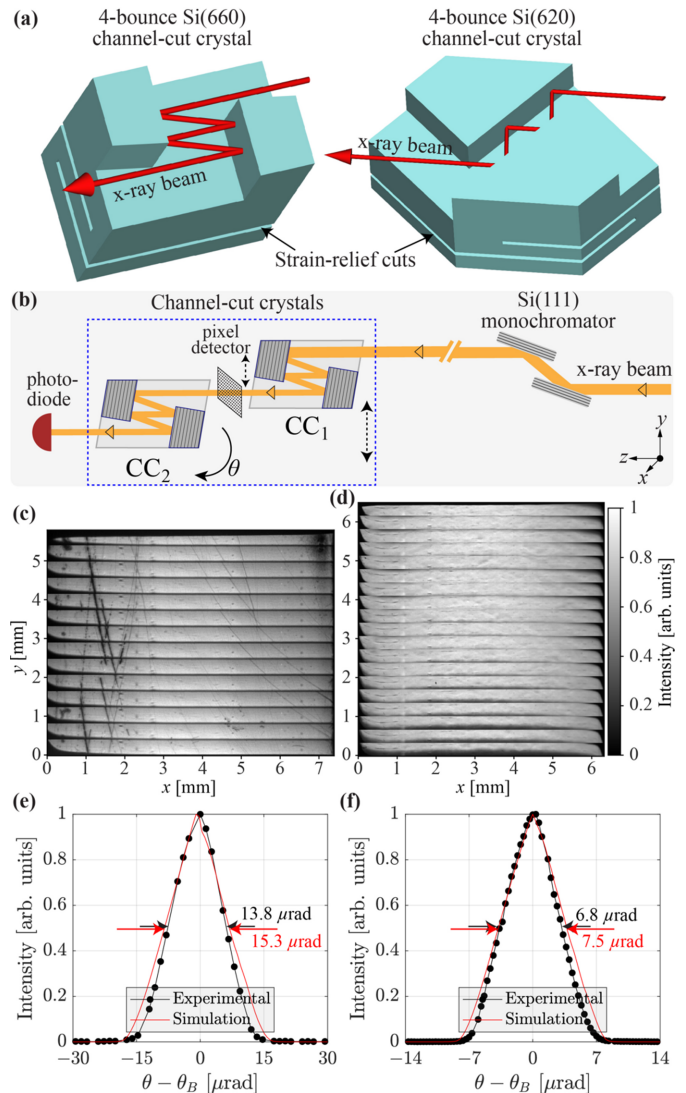 (a)
4-bounce Si(660)
channel-cut crystal
4-bounce Si(620)
channel-cut crystal
x-ray beam
x-ray beam
Strain-relief cuts
(b)
Channel-cut crystals
Si(111)
monochromator
pixel
detector
x-ray beam
photo-
diode
CC1
CC2
θ
y
z
x
(c)
y [mm]
5
4
3
2
1
0
0 1 2 3 4 5 6 7
x [mm]
(d)
6
5
4
3
2
1
0
0 1 2 3 4 5 6
x [mm]
1
0.8
0.6
0.4
0.2
0
Intensity [arb. units]
(e)
Intensity [arb. units]
1
0.8
0.6
0.4
0.2
0
13.8 µrad
15.3 µrad
Experimental
Simulation
−30 −15 0 15 30
θ − θB [µrad]
(f)
Intensity [arb. units]
1
0.8
0.6
0.4
0.2
0
6.8 µrad
7.5 µrad
Experimental
Simulation
−14 −7 0 7 14
θ − θB [µrad]